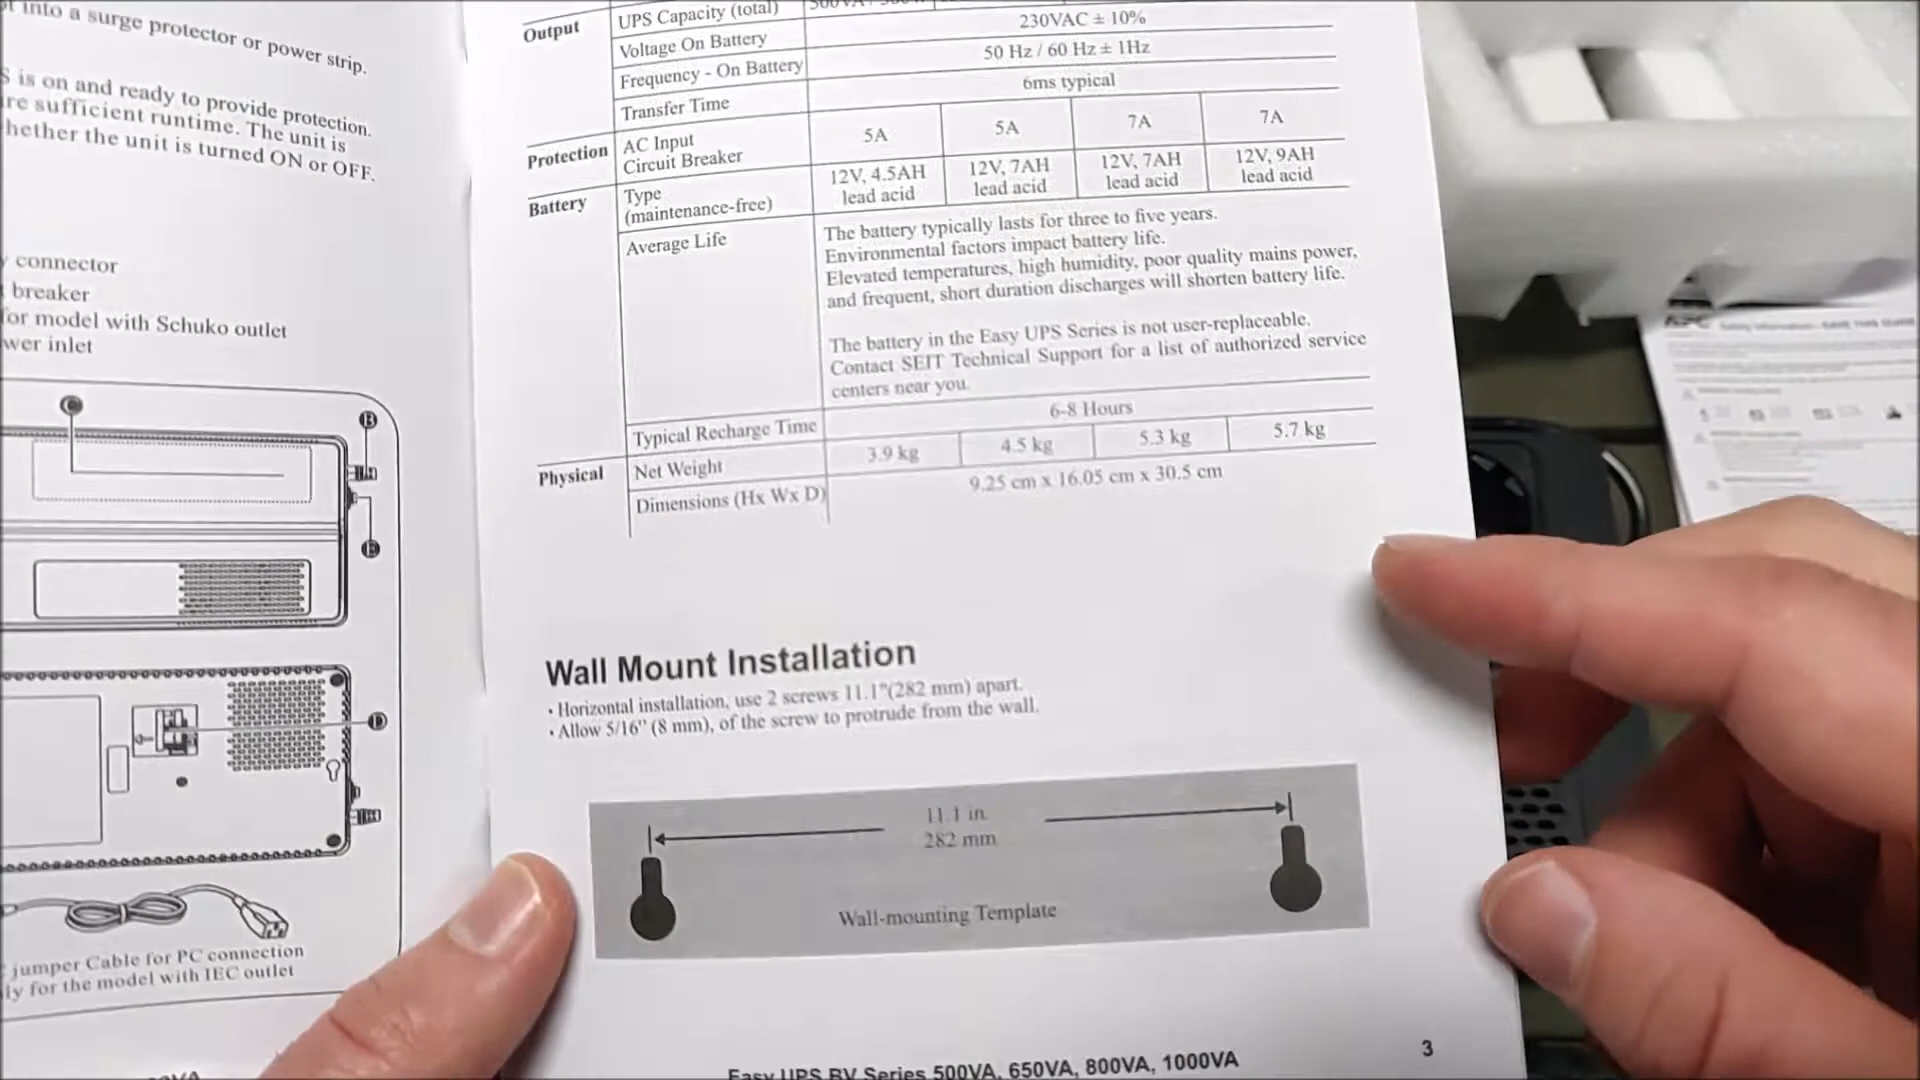 into a surge protector or power strip.
is on and ready to provide protection.
sufficient runtime. The unit is
the unit is turned ON or OFF.
connector
breaker
for model with Schuko outlet
inlet
C
B
E
D
jumper Cable for PC connection
for the model with IEC outlet
Output
UPS Capacity (total)
Voltage On Battery
230VAC ± 10%
Frequency - On Battery
50 Hz / 60 Hz ± 1Hz
Transfer Time
6ms typical
Protection
AC Input
Circuit Breaker
5A
5A
7A
7A
Battery
Type
(maintenance-free)
12V, 4.5AH
lead acid
12V, 7AH
lead acid
12V, 7AH
lead acid
12V, 9AH
lead acid
Average Life
The battery typically lasts for three to five years.
Environmental factors impact battery life.
Elevated temperatures, high humidity, poor quality mains power,
and frequent, short duration discharges will shorten battery life.
The battery in the Easy UPS Series is not user-replaceable.
Contact SEIT Technical Support for a list of authorized service
centers near you.
Typical Recharge Time
6-8 Hours
Physical
Net Weight
3.9 kg
4.5 kg
5.3 kg
5.7 kg
Dimensions (Hx Wx D)
9.25 cm x 16.05 cm x 30.5 cm
Wall Mount Installation
• Horizontal installation, use 2 screws 11.1"(282 mm) apart.
• Allow 5/16" (8 mm), of the screw to protrude from the wall.
11.1 in.
282 mm
Wall-mounting Template
Easy UPS BV Series 500VA, 650VA, 800VA, 1000VA
3